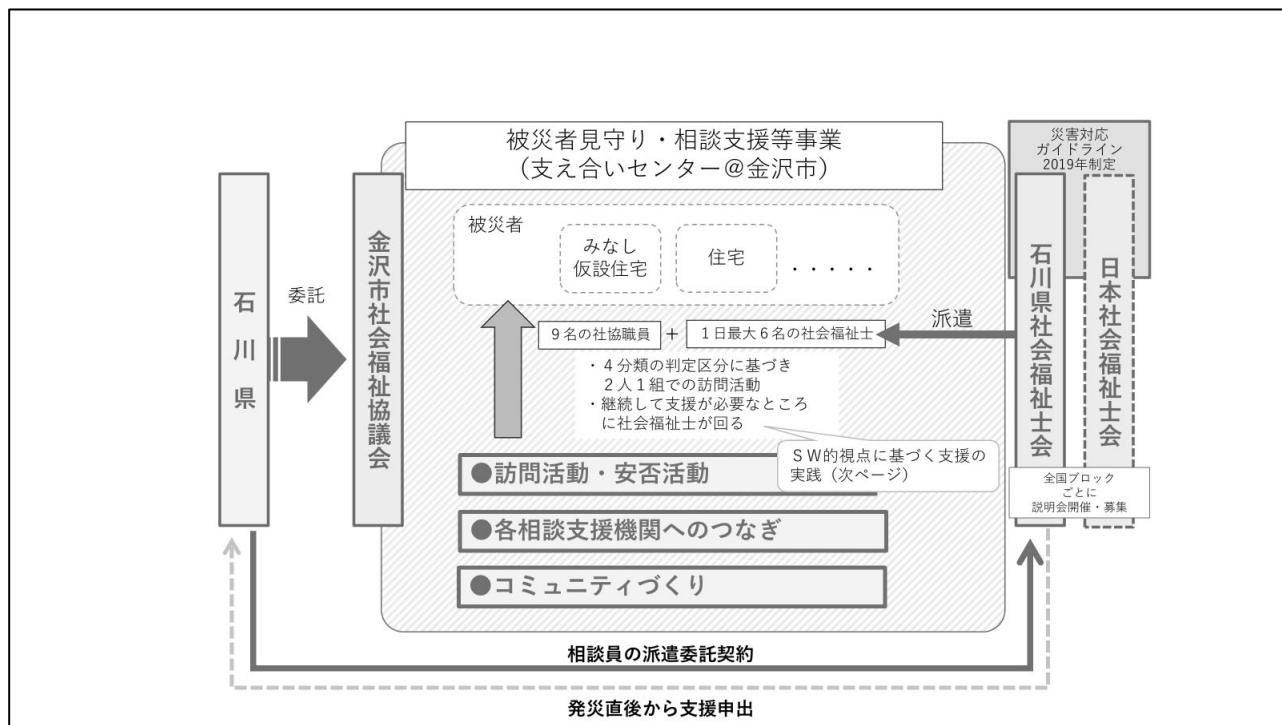 被災者見守り・相談支援等事業
（支え合いセンター＠金沢市）
災害対応
ガイドライン
2019年制定
石川県
委託
金沢市社会福祉協議会
被災者
みなし
仮設住宅
住宅
・・・・・
９名の社協職員
＋
１日最大６名の社会福祉士
派遣
石川県社会福祉士会
日本社会福祉士会
・４分類の判定区分に基づき
２人１組での訪問活動
・継続して支援が必要なところ
に社会福祉士が回る
ＳＷ的視点に基づく支援の
実践（次ページ）
●訪問活動・安否活動
●各相談支援機関へのつなぎ
●コミュニティづくり
全国ブロック
ごとに
説明会開催・募集
相談員の派遣委託契約
発災直後から支援申出